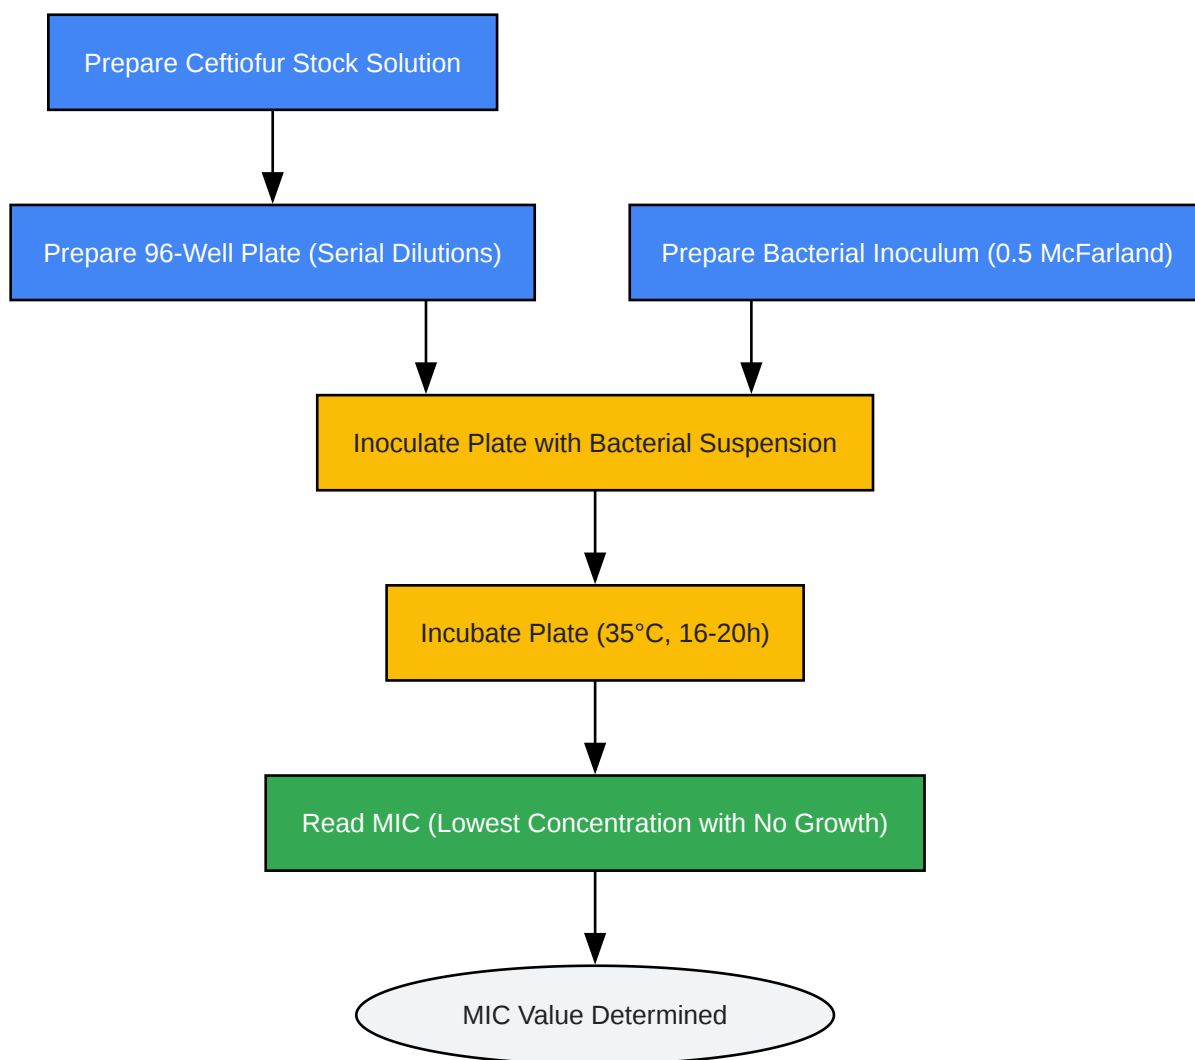 Prepare Ceftiofur Stock Solution
Prepare 96-Well Plate (Serial Dilutions)
Prepare Bacterial Inoculum (0.5 McFarland)
Inoculate Plate with Bacterial Suspension
Incubate Plate (35°C, 16-20h)
Read MIC (Lowest Concentration with No Growth)
MIC Value Determined